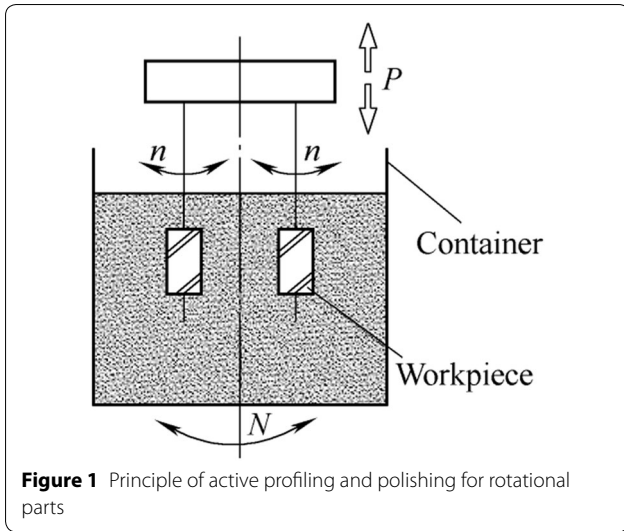 P
n n
Container
Workpiece
N
Figure 1 Principle of active profiling and polishing for rotational
parts